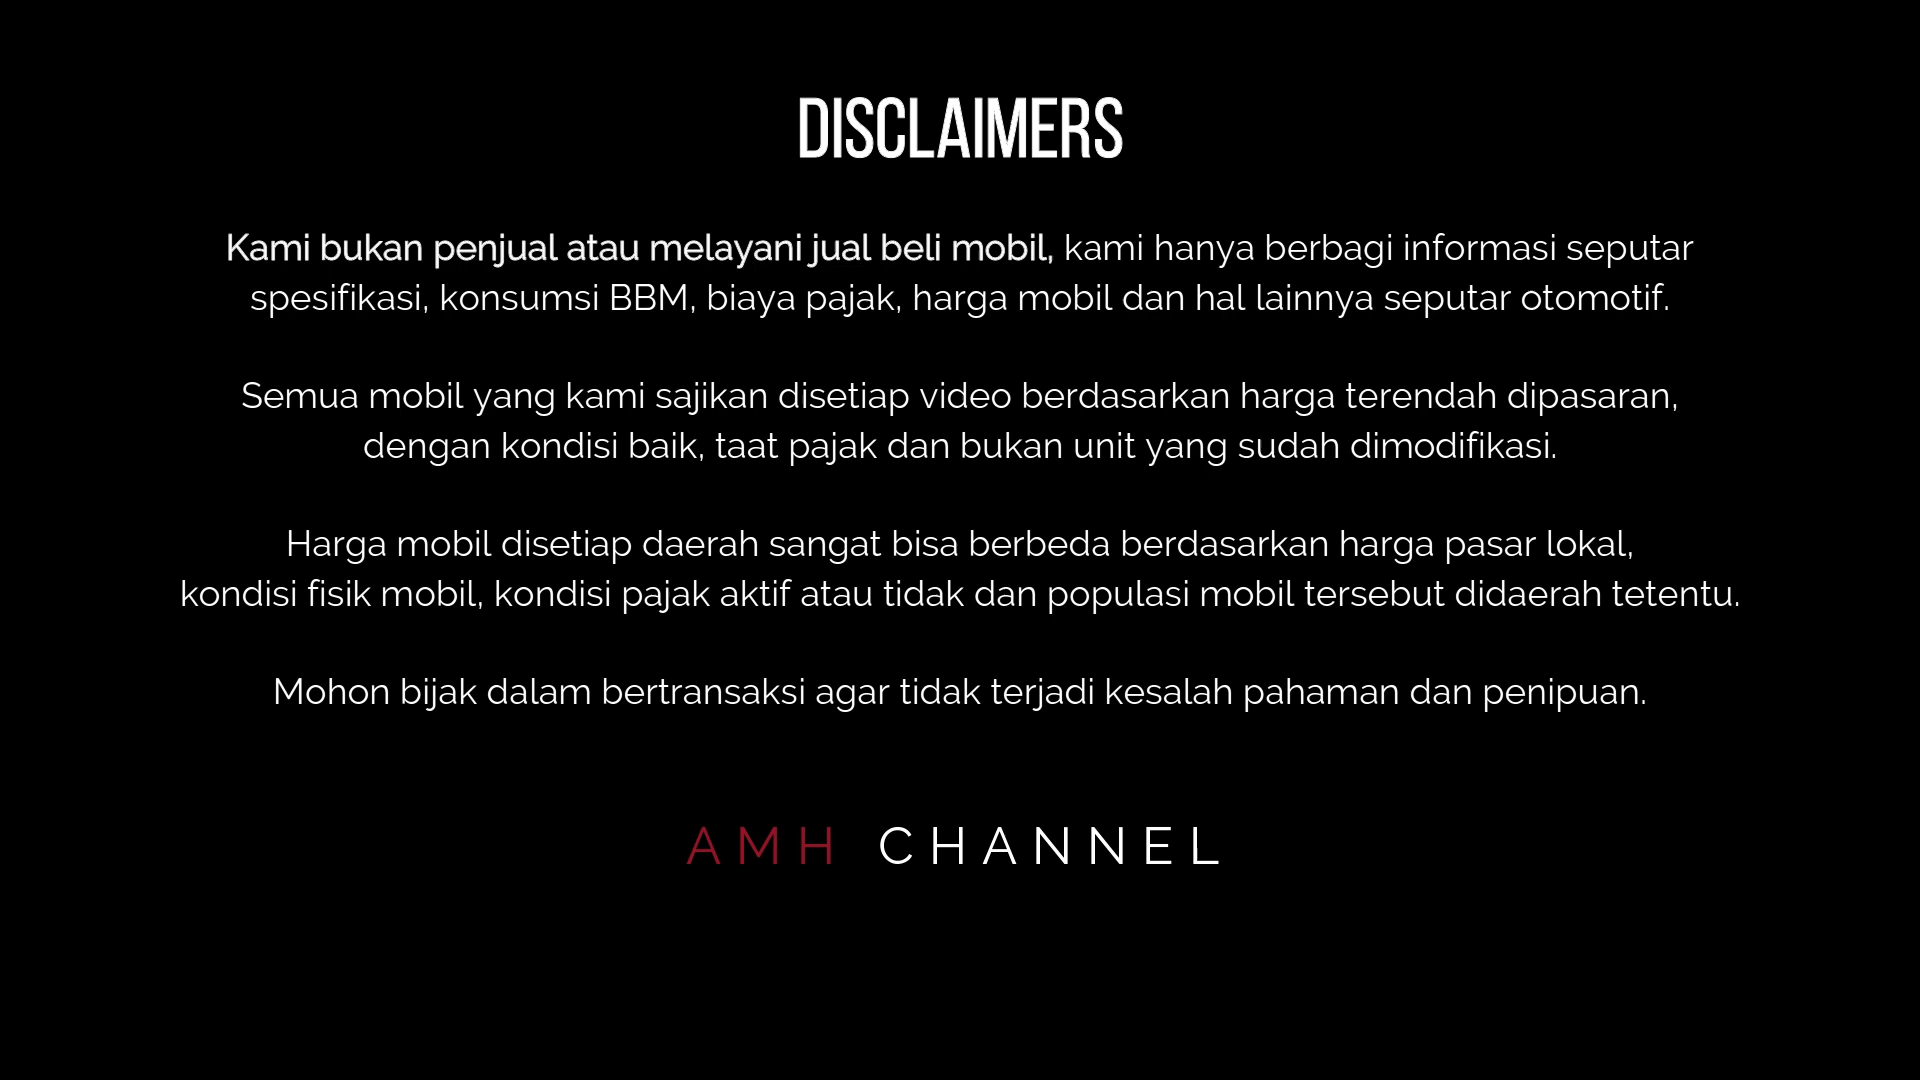 DISCLAIMERS
Kami bukan penjual atau melayani jual beli mobil, kami hanya berbagi informasi seputar
spesifikasi, konsumsi BBM, biaya pajak, harga mobil dan hal lainnya seputar otomotif.
Semua mobil yang kami sajikan disetiap video berdasarkan harga terendah dipasaran,
dengan kondisi baik, taat pajak dan bukan unit yang sudah dimodifikasi.
Harga mobil disetiap daerah sangat bisa berbeda berdasarkan harga pasar lokal,
kondisi fisik mobil, kondisi pajak aktif atau tidak dan populasi mobil tersebut didaerah tetentu.
Mohon bijak dalam bertransaksi agar tidak terjadi kesalah pahaman dan penipuan.
AMH CHANNEL